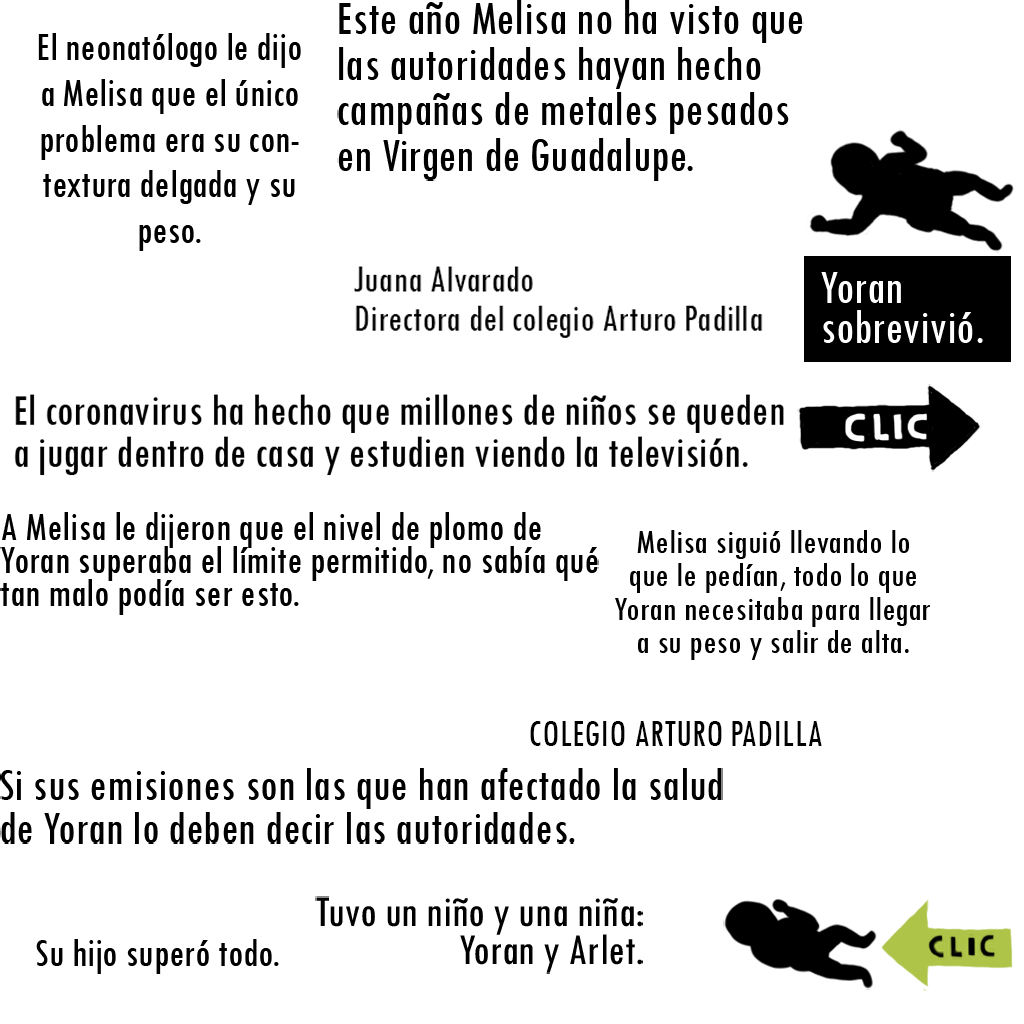 El neonatólogo le dijo
a Melisa que el único
problema era su con-
textura delgada y su
peso.
Este año Melisa no ha visto que
las autoridades hayan hecho
campañas de metales pesados
en Virgen de Guadalupe.
Juana Alvarado
Directora del colegio Arturo Padilla
Yoran
sobrevivió.
El coronavirus ha hecho que millones de niños se queden
a jugar dentro de casa y estudien viendo la televisión.
CLIC
A Melisa le dijeron que el nivel de plomo de
Yoran superaba el límite permitido, no sabía qué
tan malo podía ser esto.
Melisa siguió llevando lo
que le pedían, todo lo que
Yoran necesitaba para llegar
a su peso y salir de alta.
COLEGIO ARTURO PADILLA
Si sus emisiones son las que han afectado la salud
de Yoran lo deben decir las autoridades.
Su hijo superó todo.
Tuvo un niño y una niña:
Yoran y Arlet.
CLIC